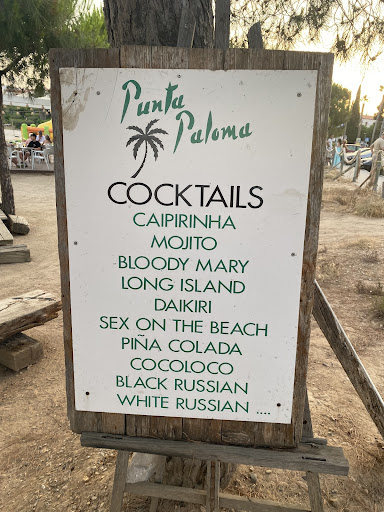 Punta
Paloma
COCKTAILS
CAIPIRINHA
MOJITO
BLOODY MARY
LONG ISLAND
DAIKIRI
SEX ON THE BEACH
PIÑA COLADA
COCOLOCO
BLACK RUSSIAN
WHITE RUSSIAN ....